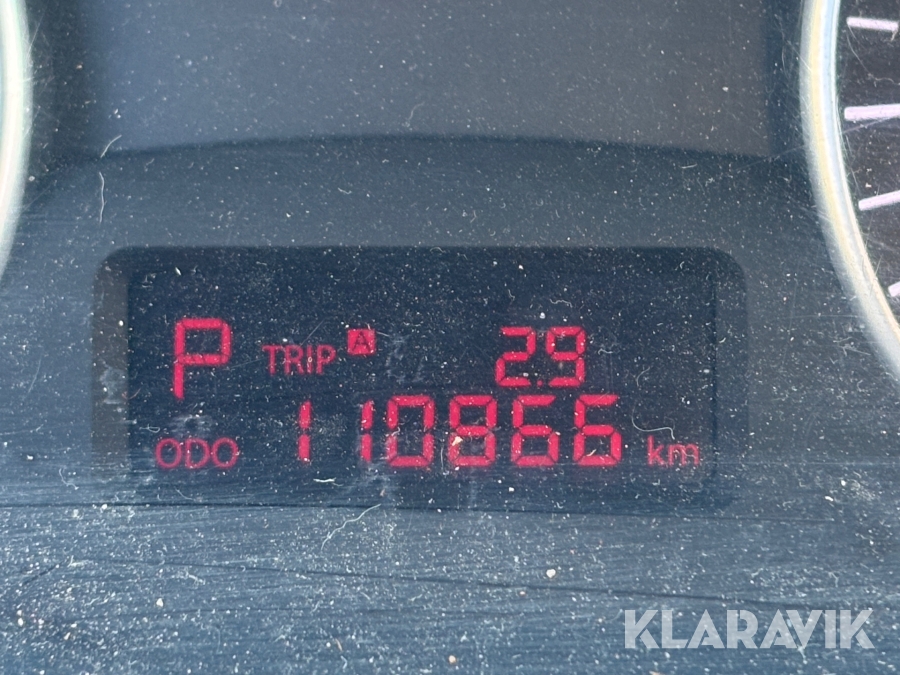 P TRIP A 2.9
ODO 110866 km
KLARAVIK